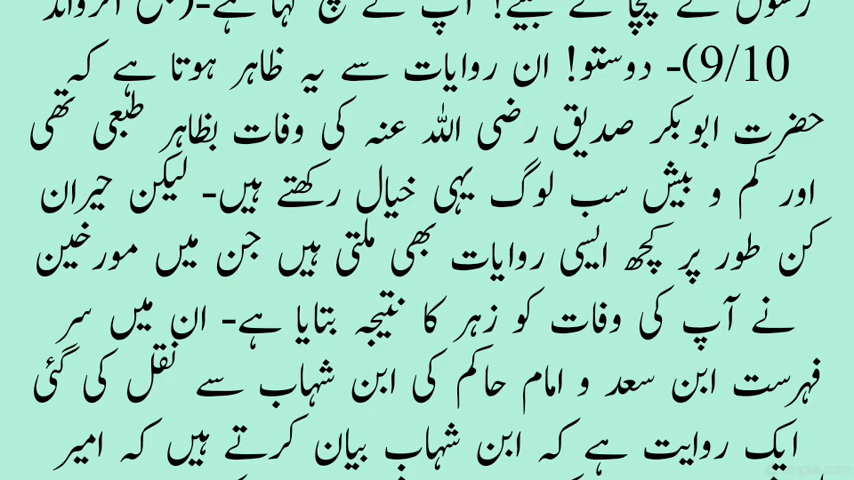 رسول کے چچا کے بیٹے! آپ نے سچ کہا ہے-(مجمع الزوائد
9/10)- دوستو! ان روایات سے یہ ظاہر ہوتا ہے کہ
حضرت ابوبکر صدیق رضی اللہ عنہ کی وفات بظاہر طبعی تھی
اور کم و بیش سب لوگ یہی خیال رکھتے ہیں- لیکن حیران
کن طور پر کچھ ایسی روایات بھی ملتی ہیں جن میں مورخین
نے آپ کی وفات کو زہر کا نتیجہ بتایا ہے- ان میں سر
فہرست ابن سعد و امام حاکم کی ابن شہاب سے نقل کی گئی
ایک روایت ہے کہ ابن شہاب بیان کرتے ہیں کہ امیر